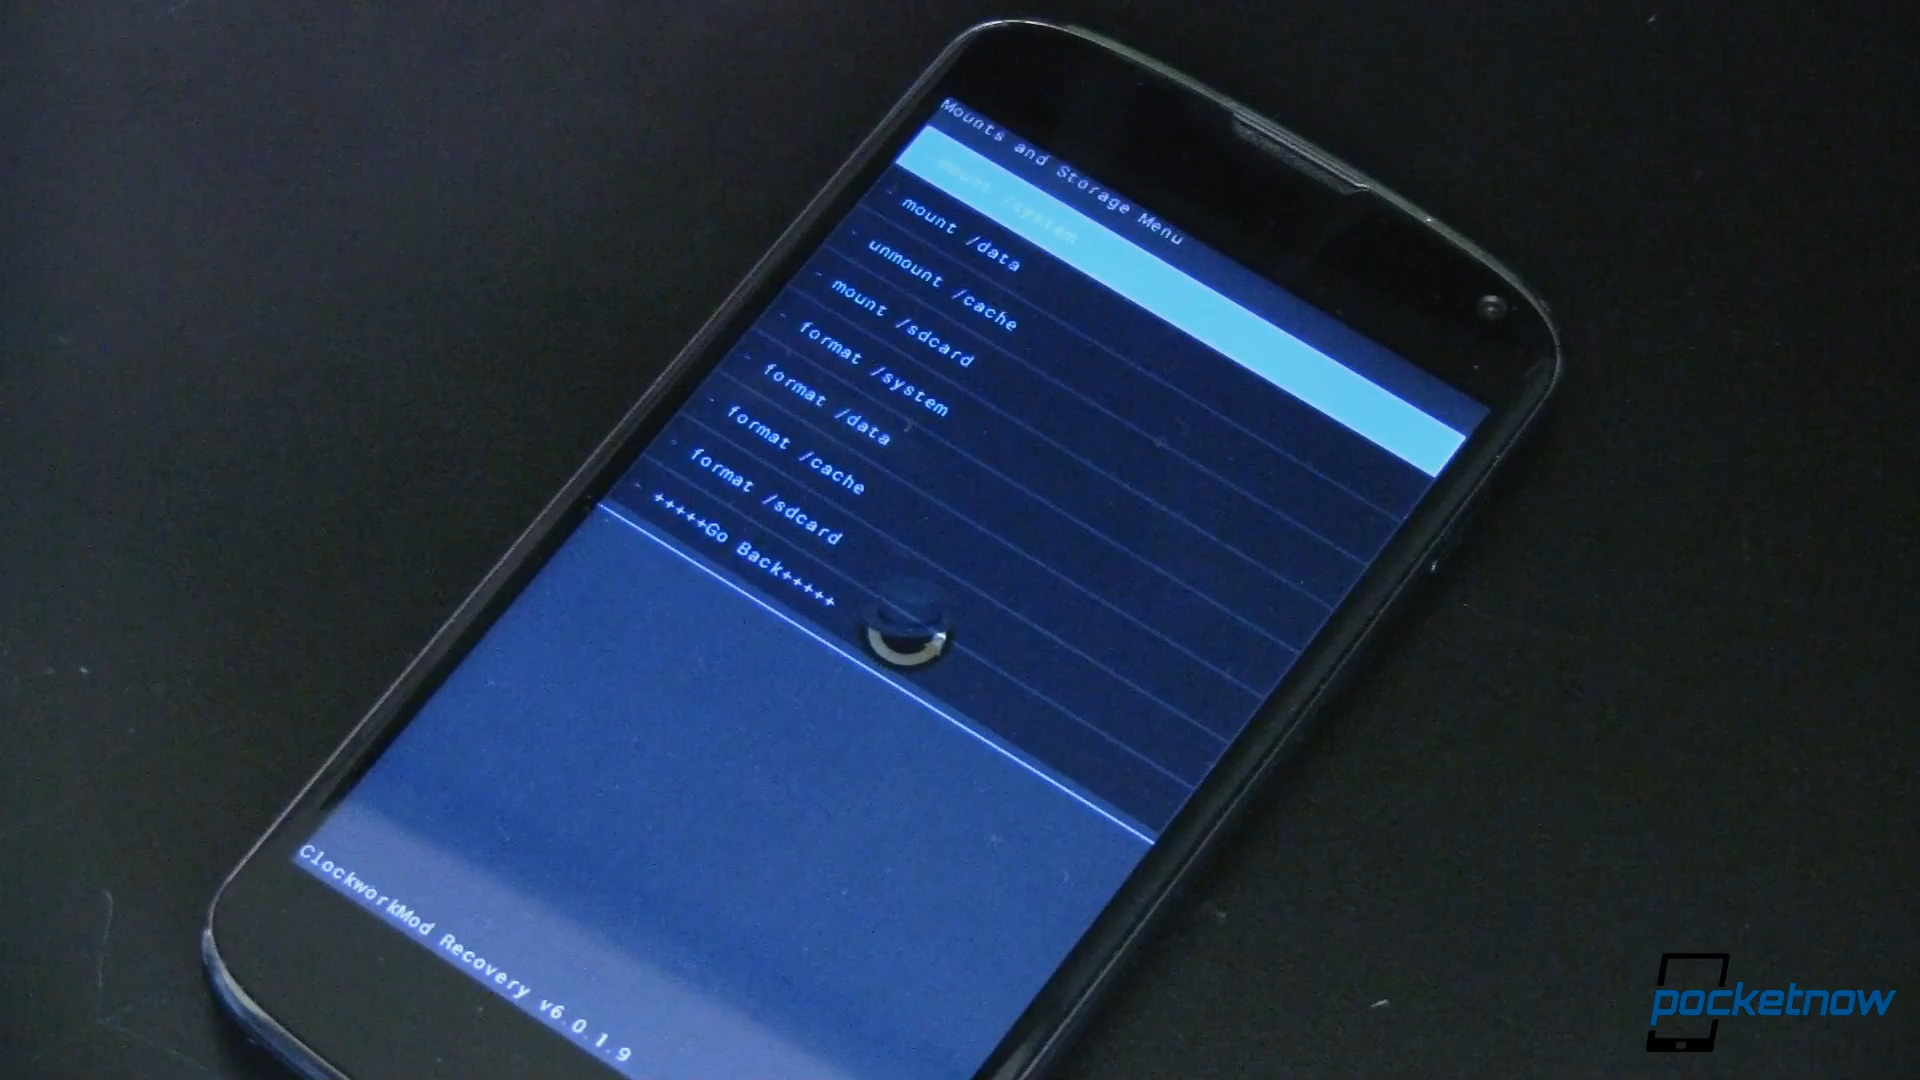 Mounts and Storage Menu
mount /system
- mount /data
- unmount /cache
- mount /sdcard
- format /system
- format /data
- format /cache
- format /sdcard
- +++++Go Back+++++
ClockworkMod Recovery v6.0.1.9
pocketnow